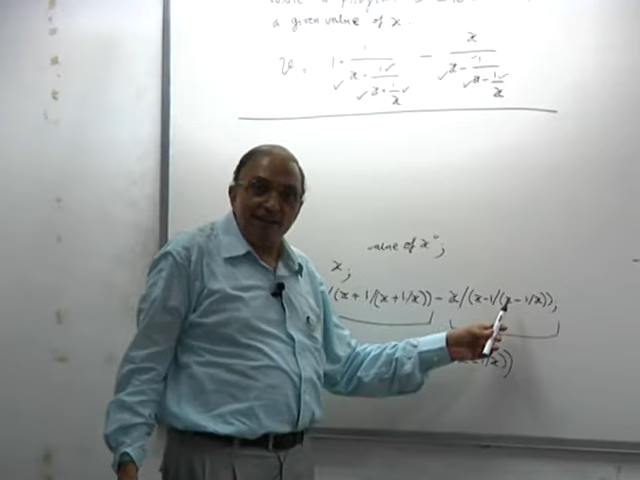 a given value of x.
v = 1 + 1/(x + 1/(x + 1/x)) - x/(x - 1/(x - 1/x))
value of x";
x;
/(x + 1/(x + 1/x)) - x/(x-1/(x - 1/x));
1/x))